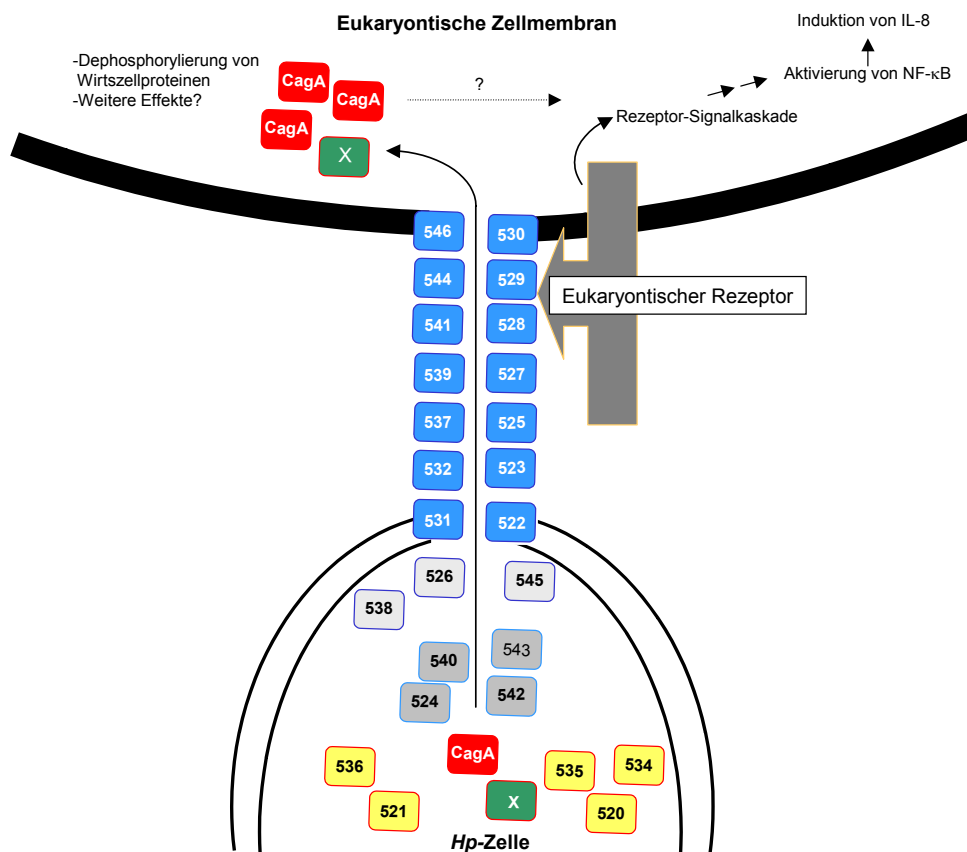 Eukaryontische Zellmembran
Induktion von IL-8
-Dephosphorylierung von
Wirtszellproteinen
-Weitere Effekte?
CagA
CagA
CagA
X
?
Aktivierung von NF-κB
Rezeptor-Signalkaskade
546
530
544
529
Eukaryontischer Rezeptor
541
528
539
527
537
525
532
523
531
522
526
545
538
540
543
524
542
CagA
536
535
534
X
521
520
Hp-Zelle